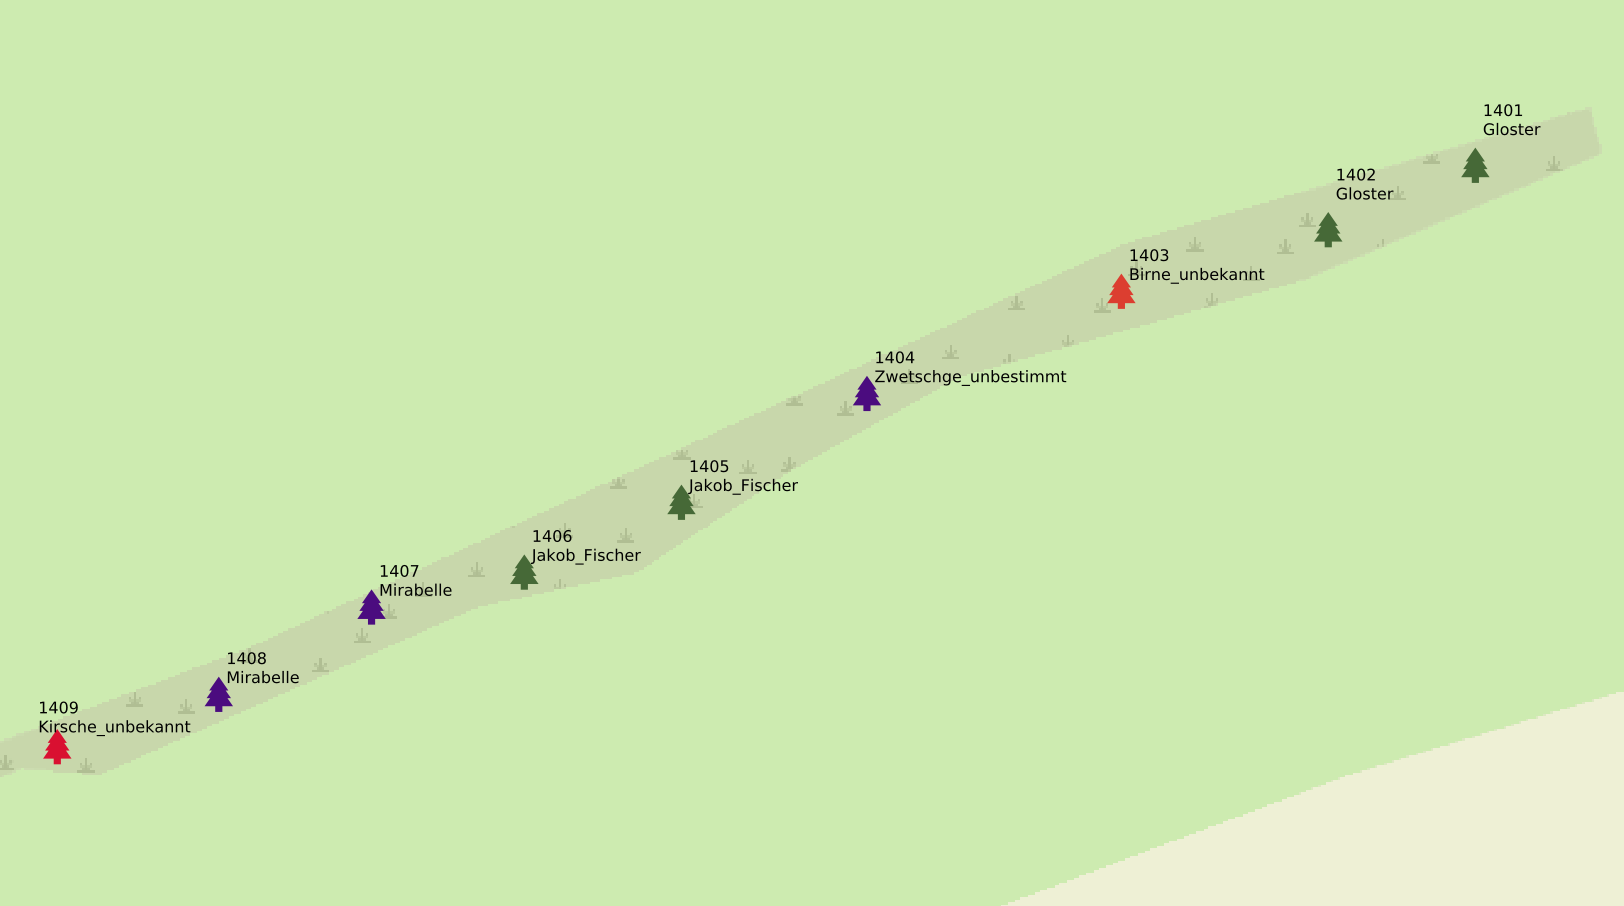 1401
Gloster
1402
Gloster
1403
Birne_unbekannt
1404
Zwetschge_unbestimmt
1405
Jakob_Fischer
1406
Jakob_Fischer
1407
Mirabelle
1408
Mirabelle
1409
Kirsche_unbekannt